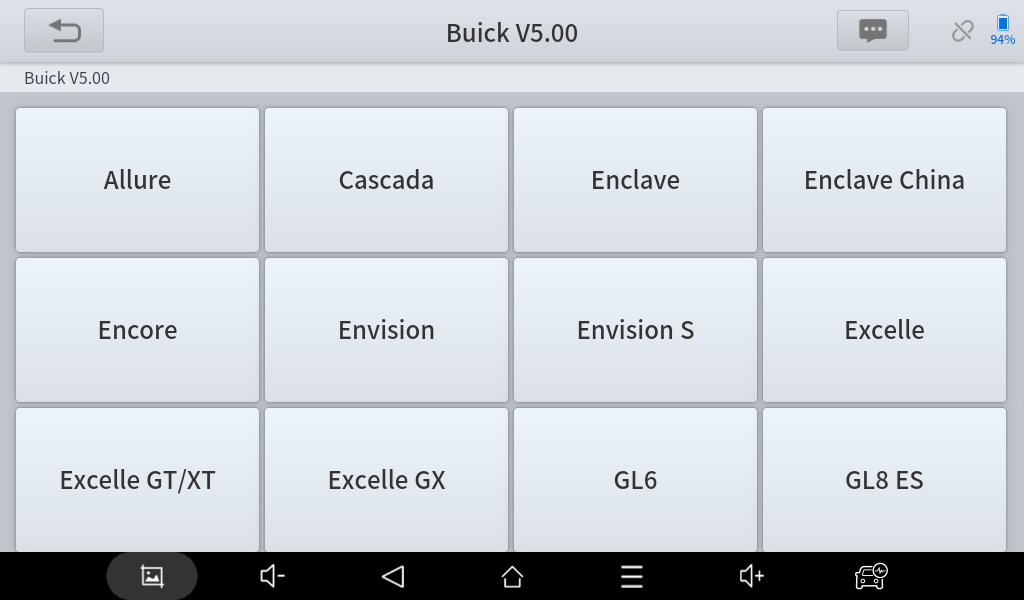 Buick V5.00
94%
Buick V5.00
Allure
Cascada
Enclave
Enclave China
Encore
Envision
Envision S
Excelle
Excelle GT/XT
Excelle GX
GL6
GL8 ES